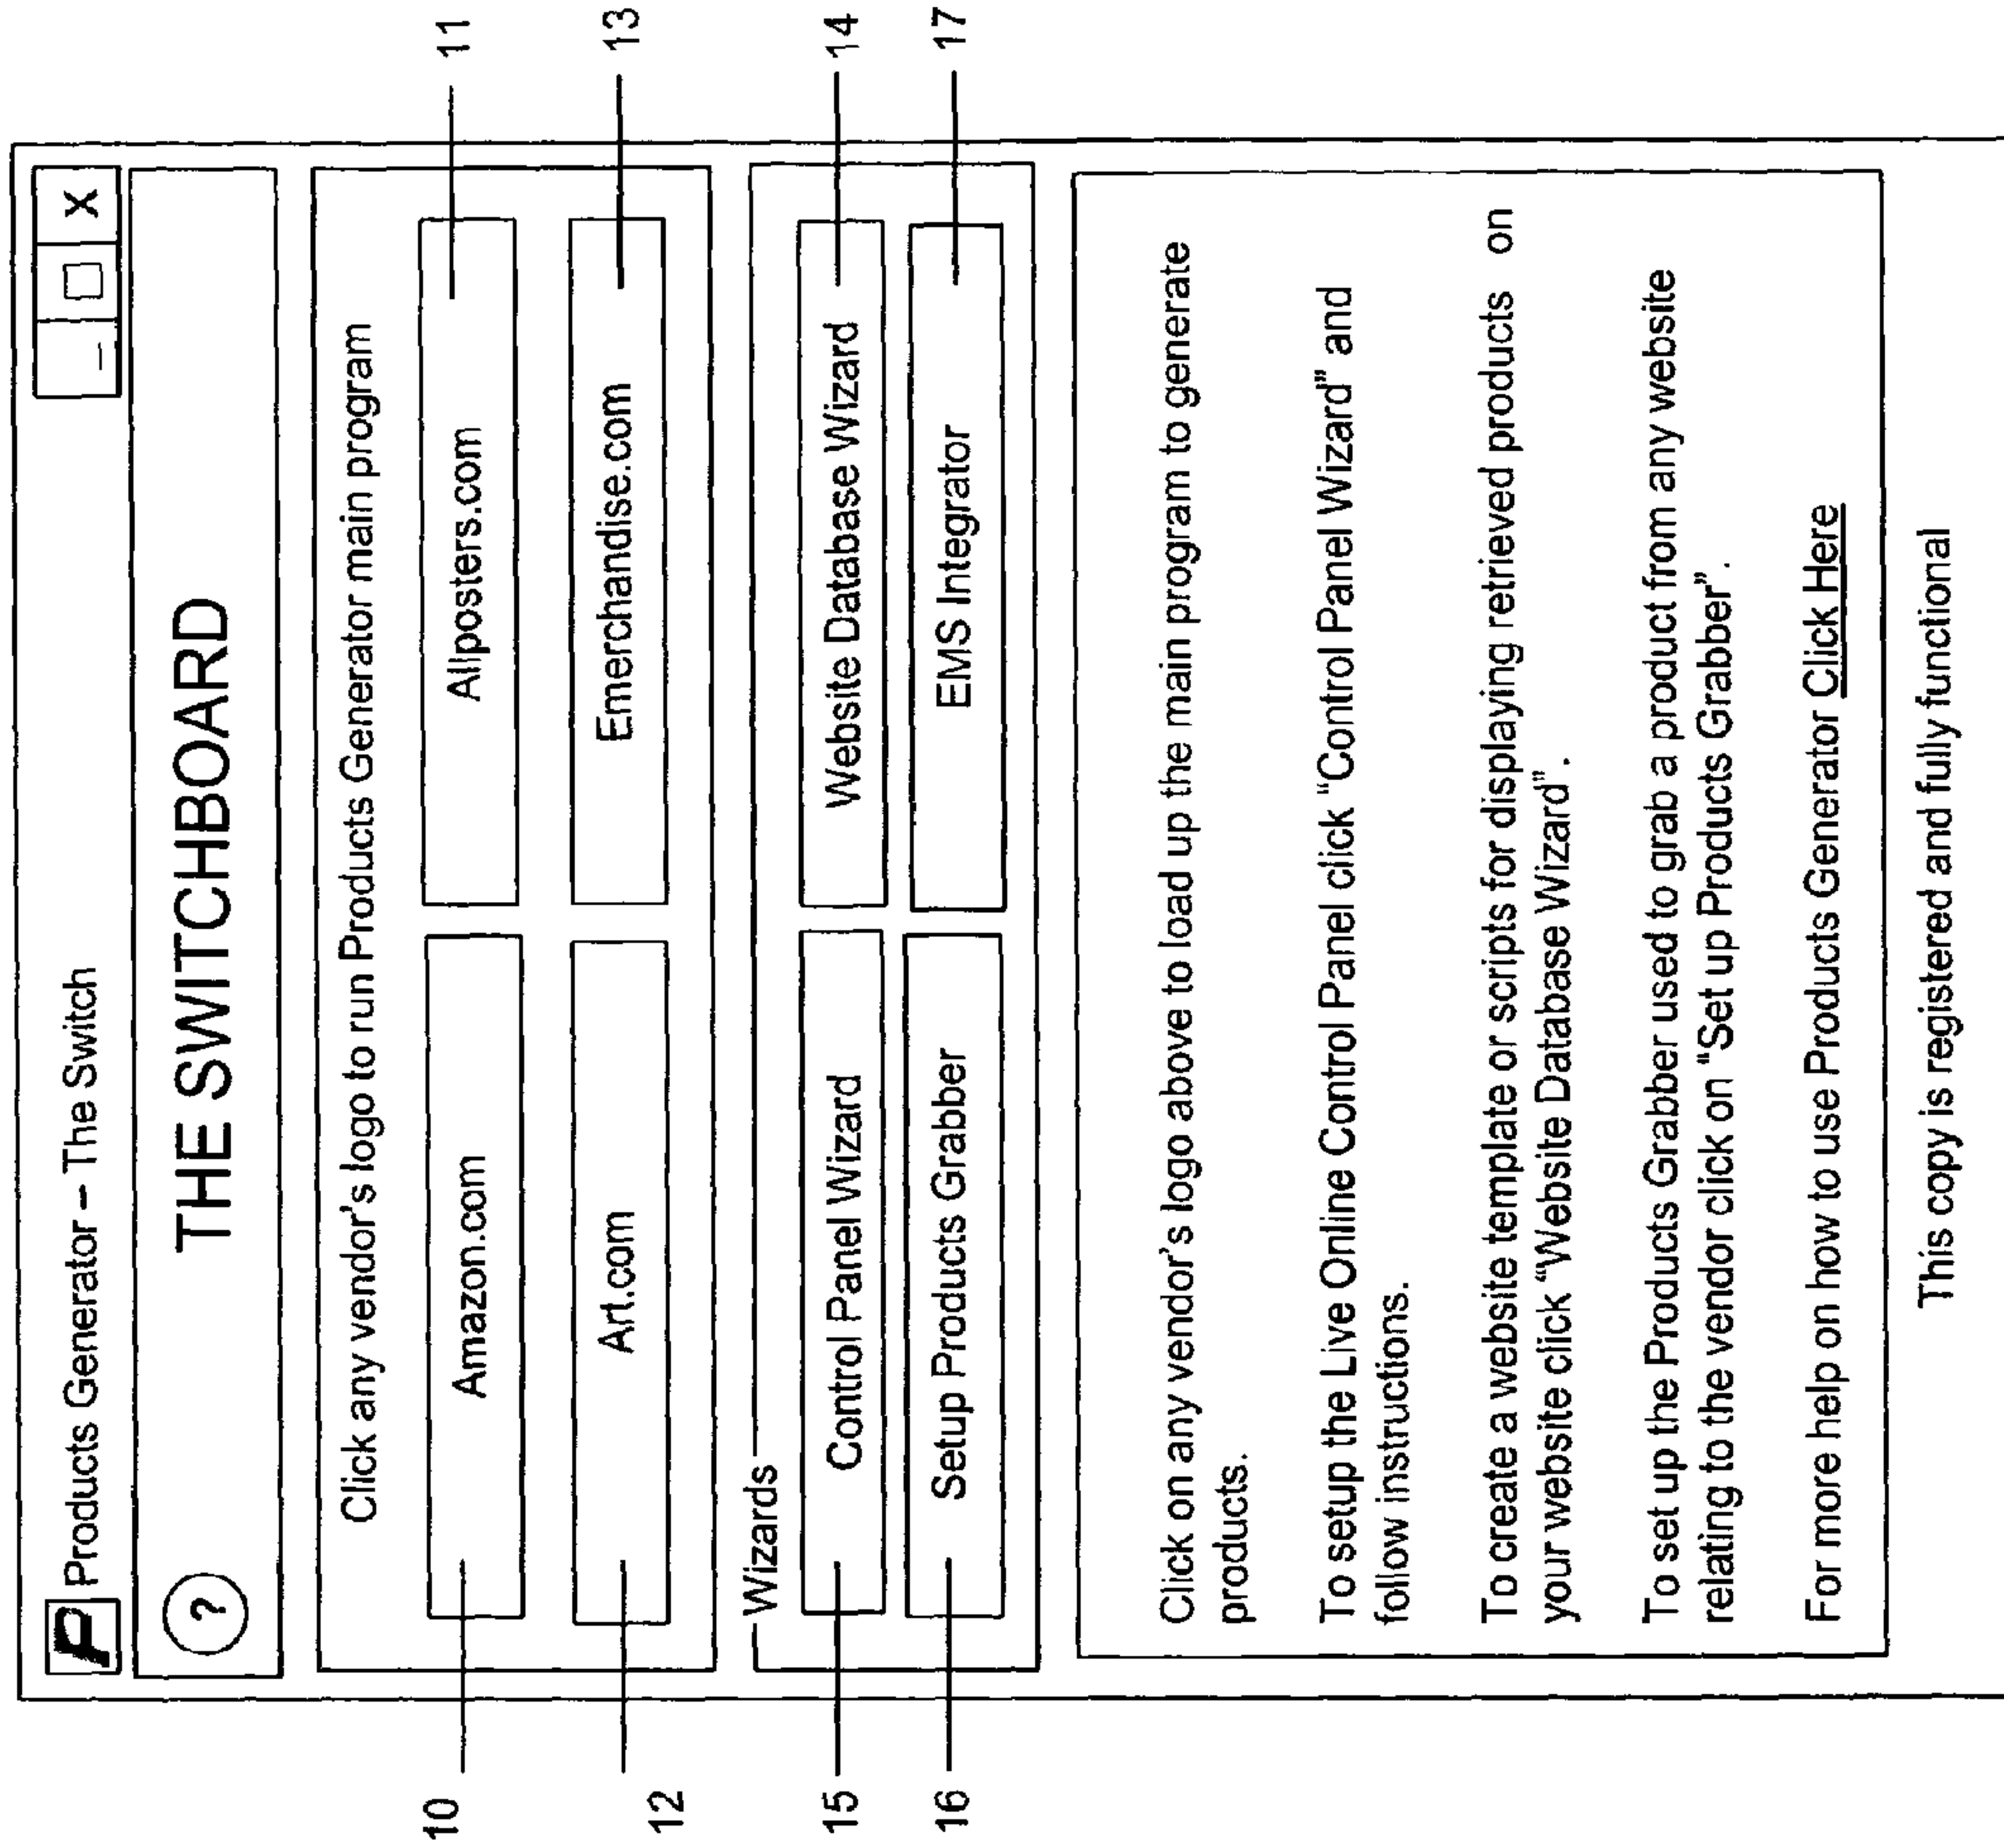 P Products Generator – The Switch
_ □ X
?
THE SWITCHBOARD
Click any vendor's logo to run Products Generator main program
10
Amazon.com
Allposters.com
11
12
Art.com
Emerchandise.com
13
Wizards
15
Control Panel Wizard
Website Database Wizard
14
16
Setup Products Grabber
EMS Integrator
17
Click on any vendor's logo above to load up the main program to generate
products.
To setup the Live Online Control Panel click "Control Panel Wizard" and
follow instructions.
To create a website template or scripts for displaying retrieved products on
your website click "Website Database Wizard".
To set up the Products Grabber used to grab a product from any website
relating to the vendor click on "Set up Products Grabber".
For more help on how to use Products Generator Click Here
This copy is registered and fully functional